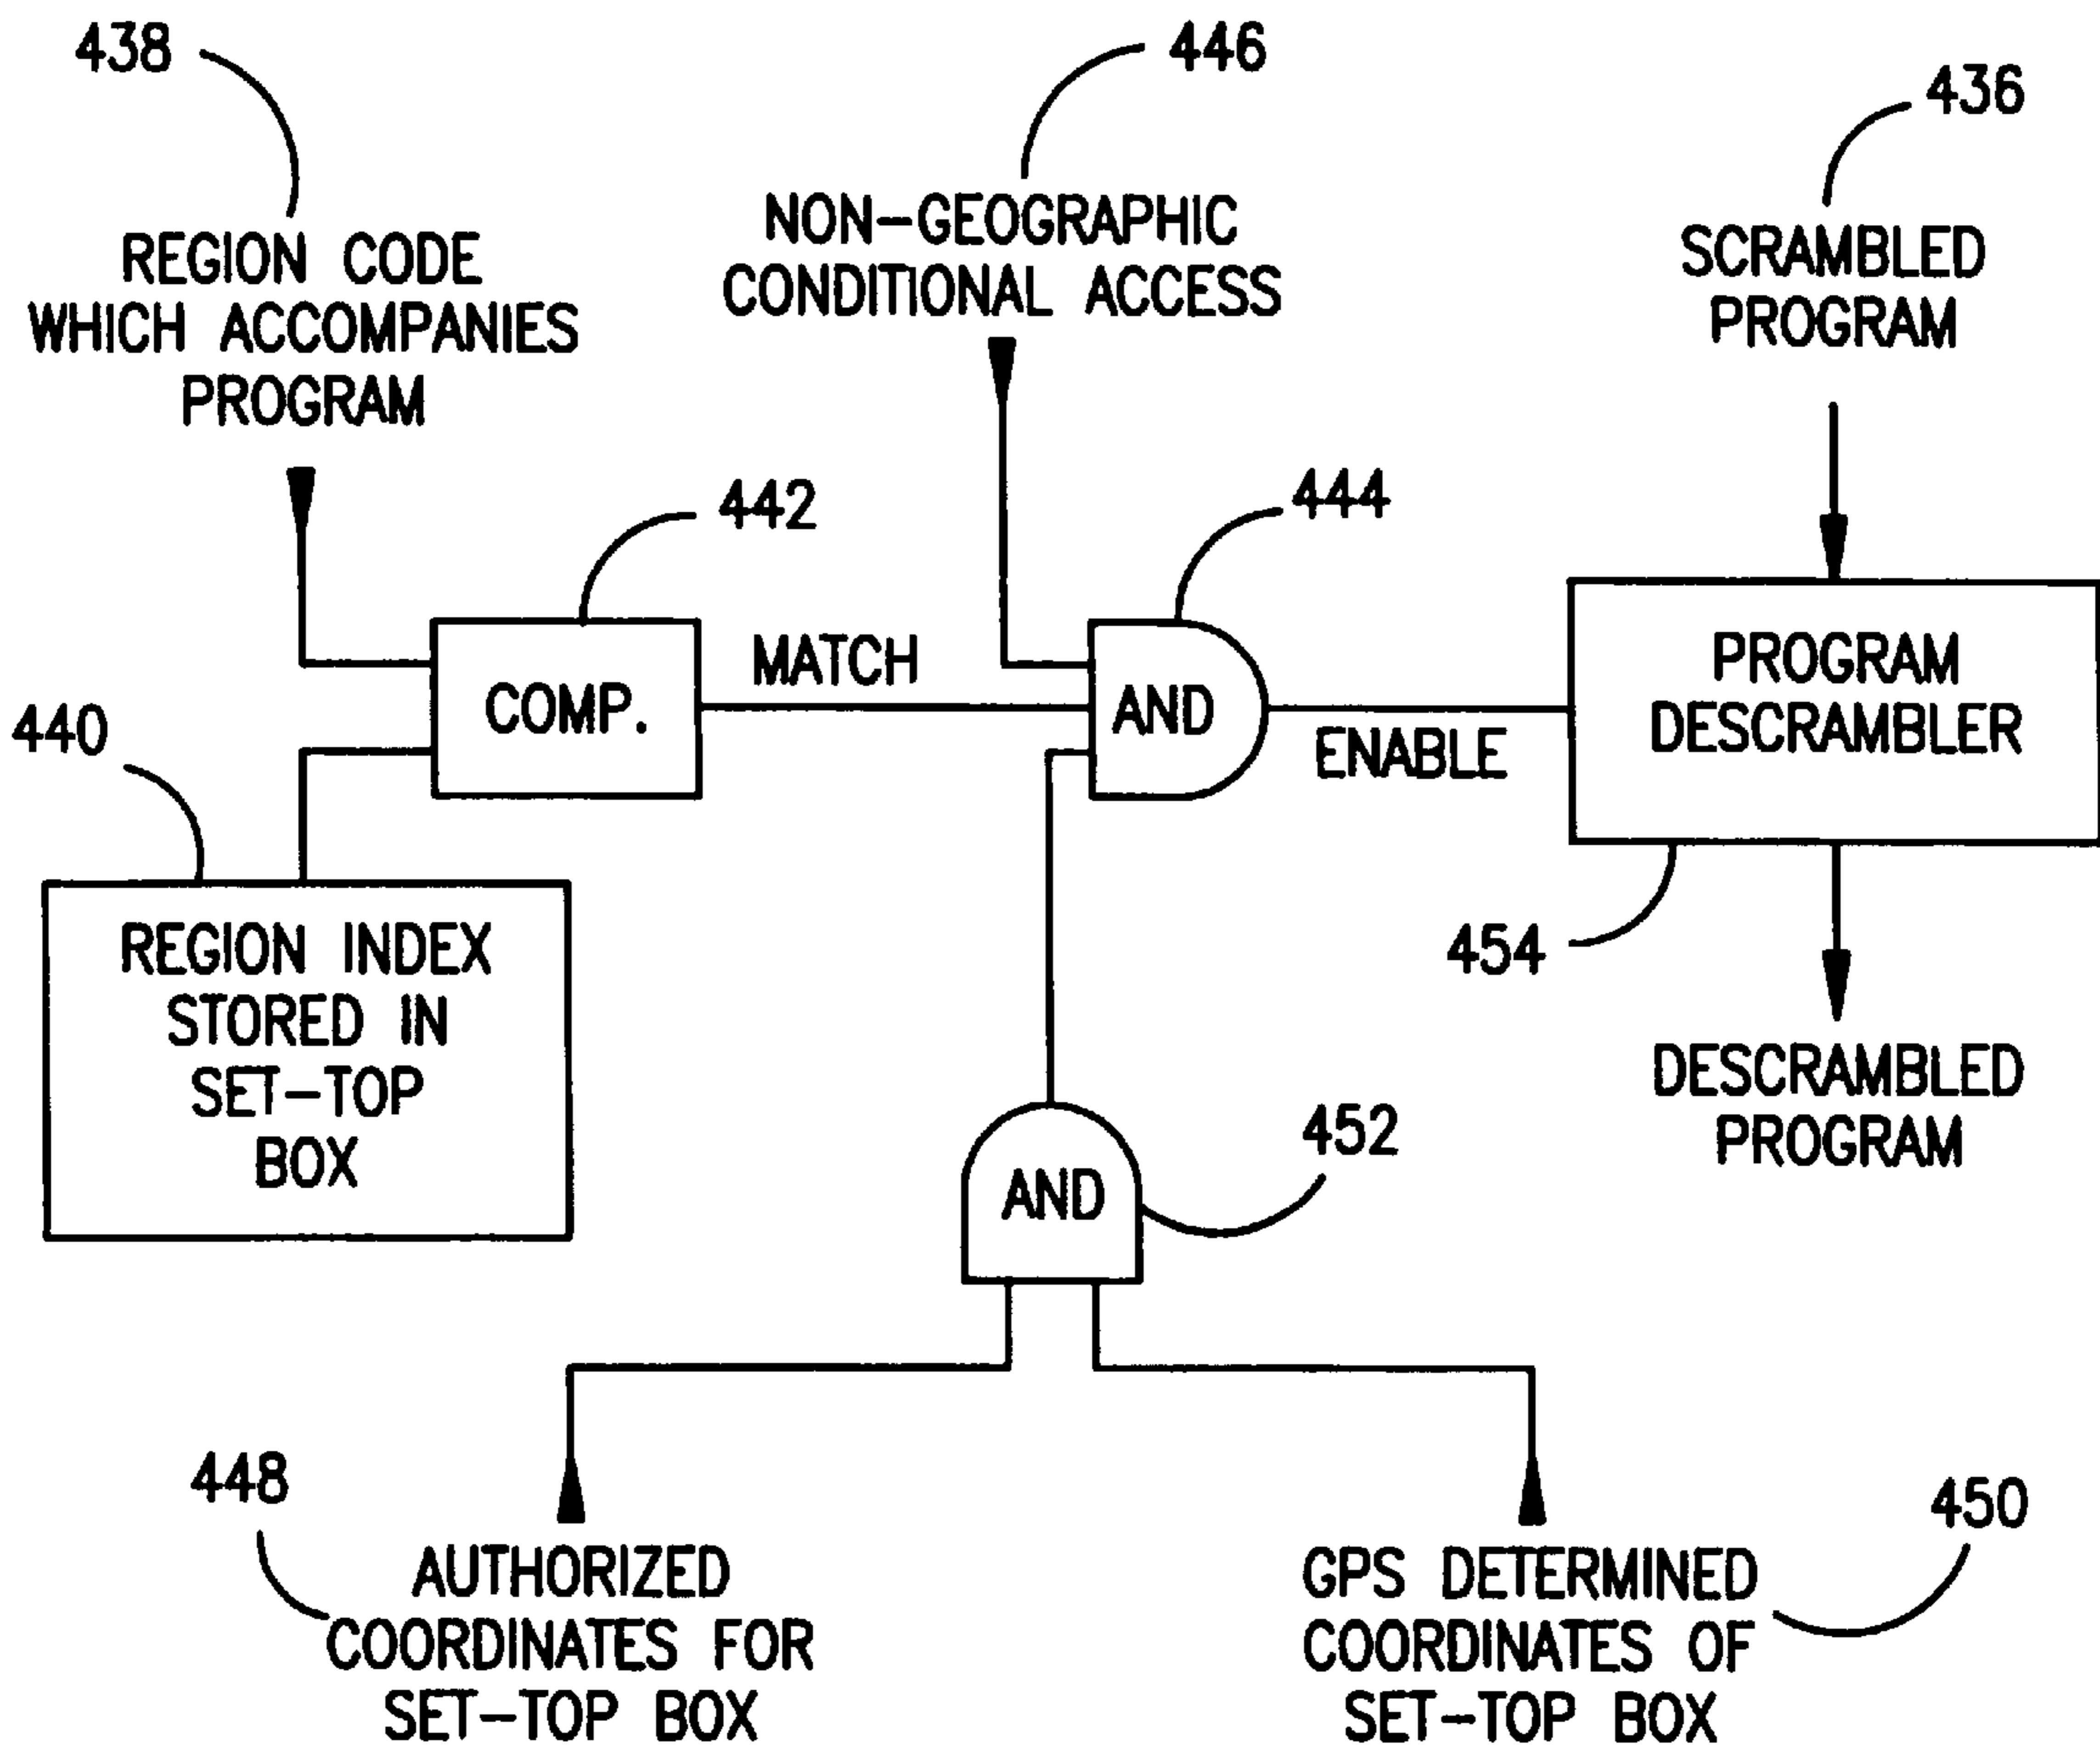 438
446
436
REGION CODE
WHICH ACCOMPANIES
PROGRAM
NON-GEOGRAPHIC
CONDITIONAL ACCESS
SCRAMBLED
PROGRAM
442
444
440
COMP.
MATCH
AND
ENABLE
PROGRAM
DESCRAMBLER
454
REGION INDEX
STORED IN
SET-TOP
BOX
DESCRAMBLED
PROGRAM
AND
452
448
AUTHORIZED
COORDINATES FOR
SET-TOP BOX
450
GPS DETERMINED
COORDINATES OF
SET-TOP BOX